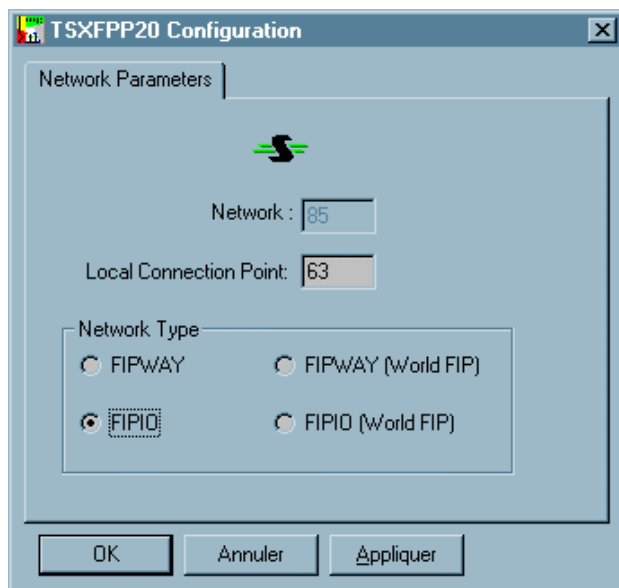 TSXFPP20 Configuration
Network Parameters
Network : 85
Local Connection Point: 63
Network Type
FIPWAY FIPWAY (World FIP)
FIPIO FIPIO (World FIP)
OK Annuler Appliquer